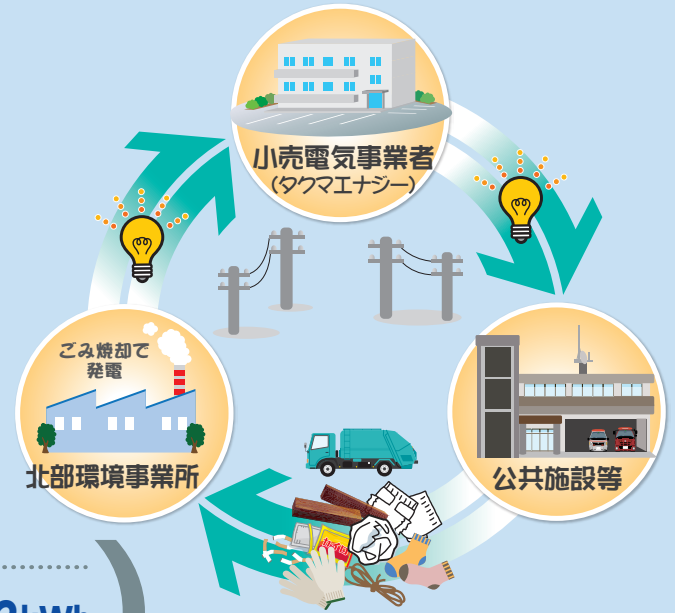 小売電気事業者
(タクマエナジー)
ごみ焼却で
発電
北部環境事業所
公共施設等
kWh